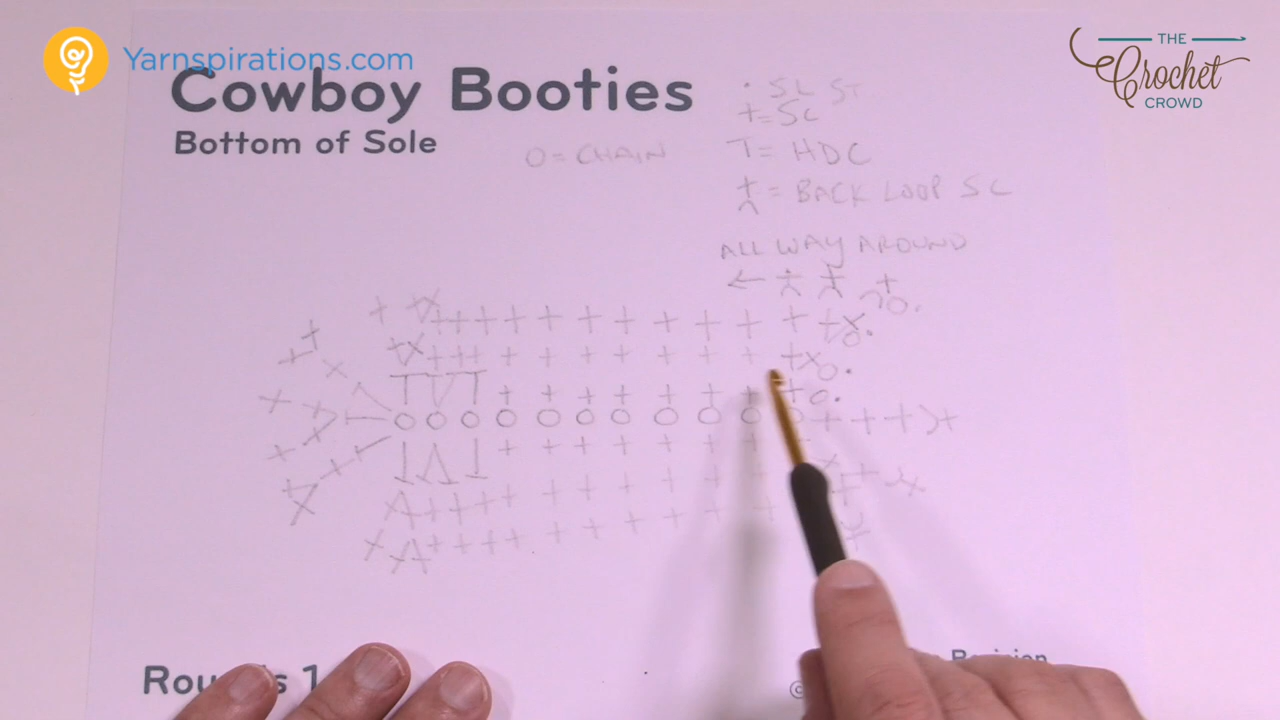 Yarnspirations.com
THE
Crochet
CROWD
Cowboy Booties
Bottom of Sole
O = CHAIN
• SL ST
+ = SC
T = HDC
= BACK LOOP SC
ALL WAY AROUND